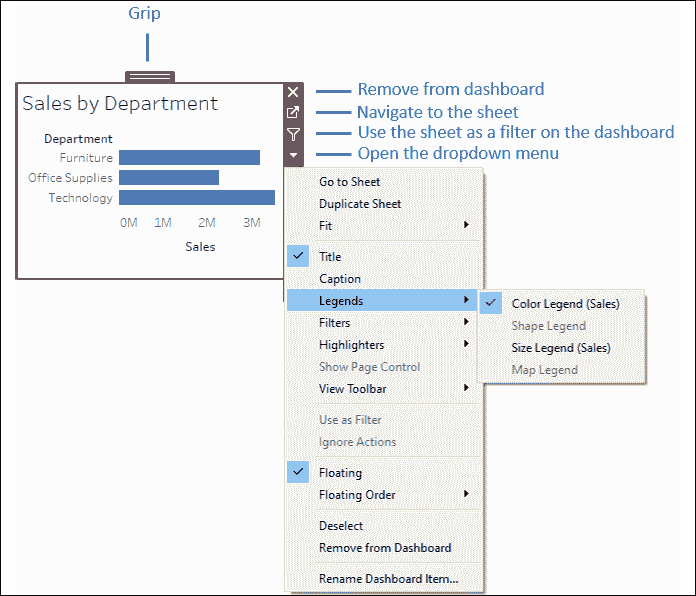 Grip
Sales by Department
Remove from dashboard
Navigate to the sheet
Use the sheet as a filter on the dashboard
Open the dropdown menu
Department
Furniture
Office Supplies
Technology
0M 1M 2M 3M
Sales
Go to Sheet
Duplicate Sheet
Fit
Title
Caption
Legends
Filters
Highlighters
Show Page Control
View Toolbar
Use as Filter
Ignore Actions
Floating
Floating Order
Deselect
Remove from Dashboard
Rename Dashboard Item...
Color Legend (Sales)
Shape Legend
Size Legend (Sales)
Map Legend